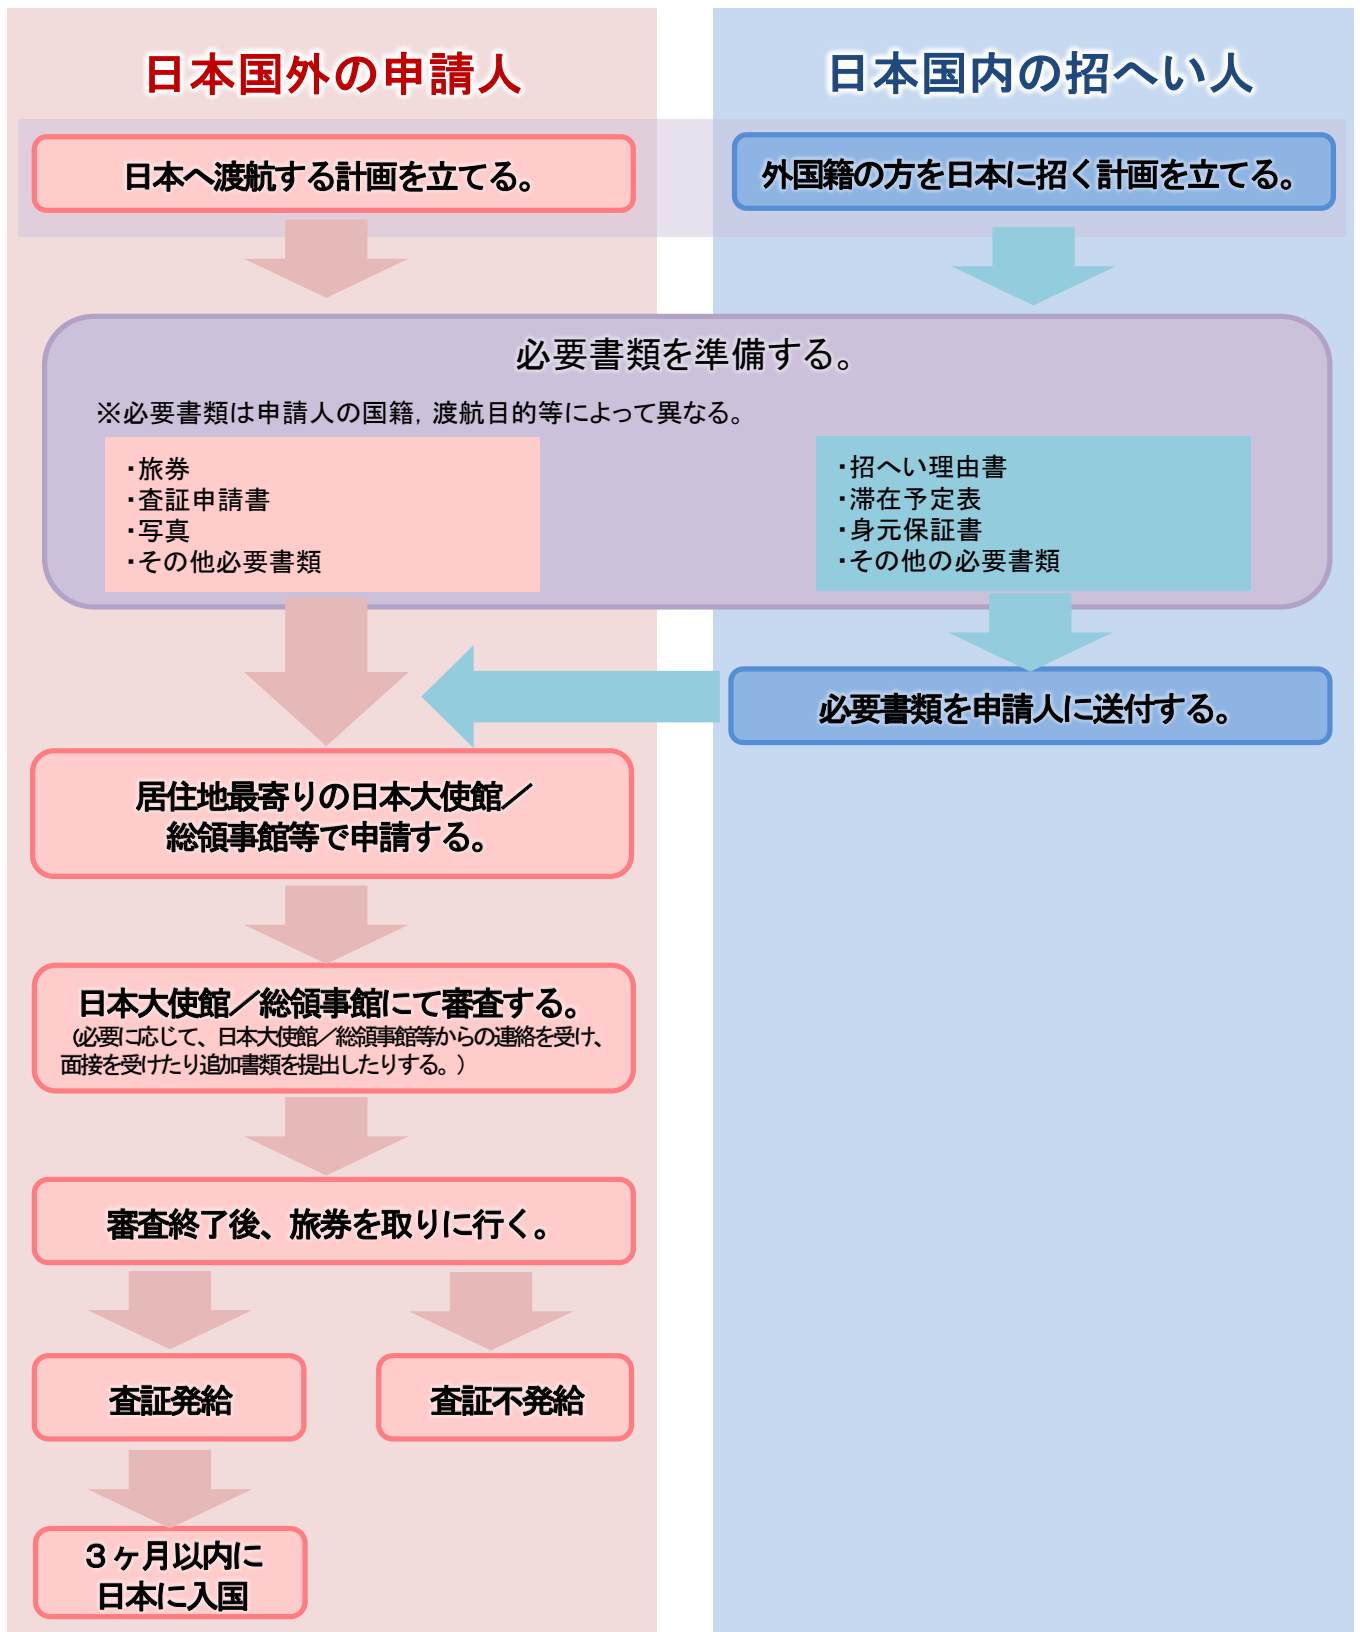 日本国外の申請人
日本国内の招へい人
日本へ渡航する計画を立てる。
外国籍の方を日本に招く計画を立てる。
必要書類を準備する。
※必要書類は申請人の国籍，渡航目的等によって異なる。
・旅券
・査証申請書
・写真
・その他必要書類
・招へい理由書
・滞在予定表
・身元保証書
・その他の必要書類
必要書類を申請人に送付する。
居住地最寄りの日本大使館／
総領事館等で申請する。
日本大使館／総領事館にて審査する。
（必要に応じて、日本大使館／総領事館等からの連絡を受け、
面接を受けたり追加書類を提出したりする。）
審査終了後、旅券を取りに行く。
査証発給
査証不発給
３ヶ月以内に
日本に入国